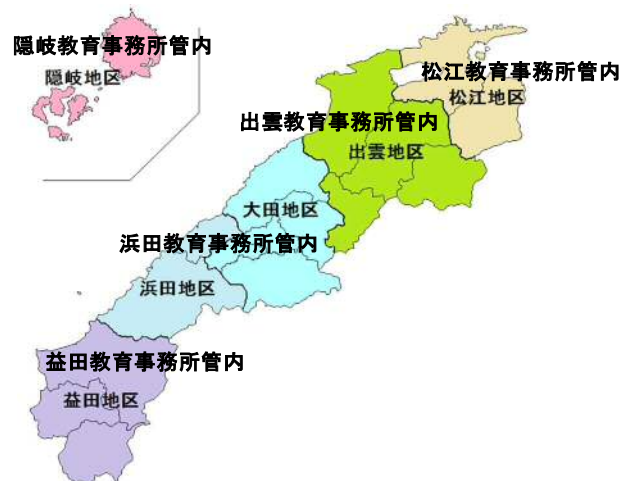 隠岐教育事務所管内
隠岐地区
松江教育事務所管内
松江地区
出雲教育事務所管内
出雲地区
大田地区
浜田教育事務所管内
浜田地区
益田教育事務所管内
益田地区